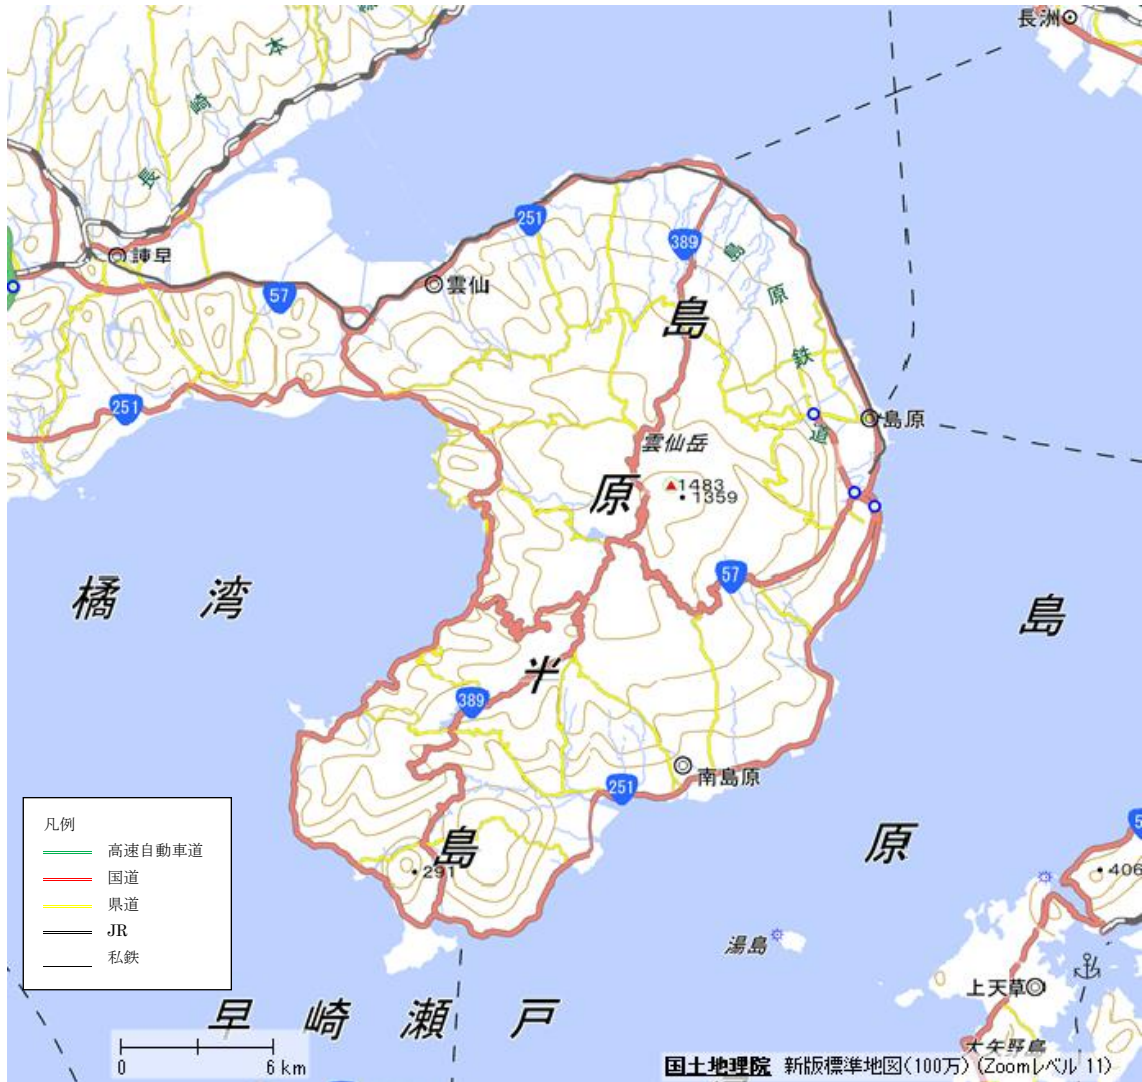 長洲
長崎本線
諫早
雲仙
251
389
57
251
島原鉄道
島原
雲仙岳
1483
1359
57
橘湾
島原半島
389
251
南島原
291
島原
406
5
湯島
上天草
大矢野島
早崎瀬戸
凡例
高速自動車道
国道
県道
JR
私鉄
0
6 km
国土地理院 新版標準地図(100万) (Zoomレベル 11)